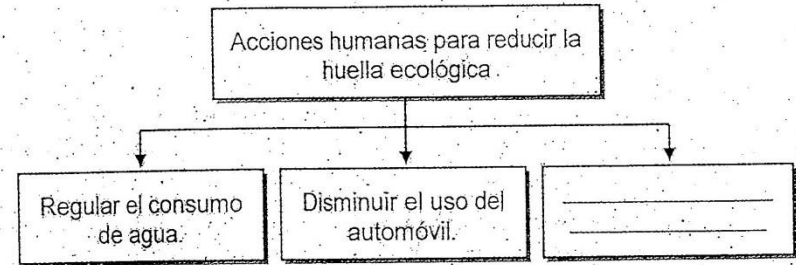 Acciones humanas para reducir la
huella ecológica
Regular el consumo
de agua.
Disminuir el uso del
automóvil.